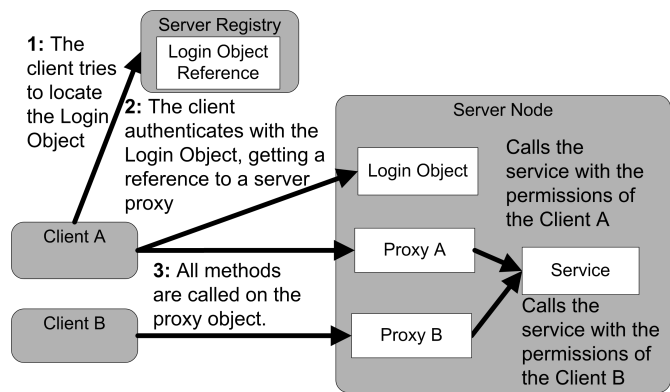 Server Registry
Login Object
Reference
1: The
client tries
to locate
the Login
Object
2: The client
authenticates with the
Login Object, getting a
reference to a server
proxy
Server Node
Login Object
Calls the
service with the
permissions of
the Client A
Client A
Proxy A
Service
3: All methods
are called on the
proxy object.
Client B
Proxy B
Calls the
service with the
permissions of
the Client B